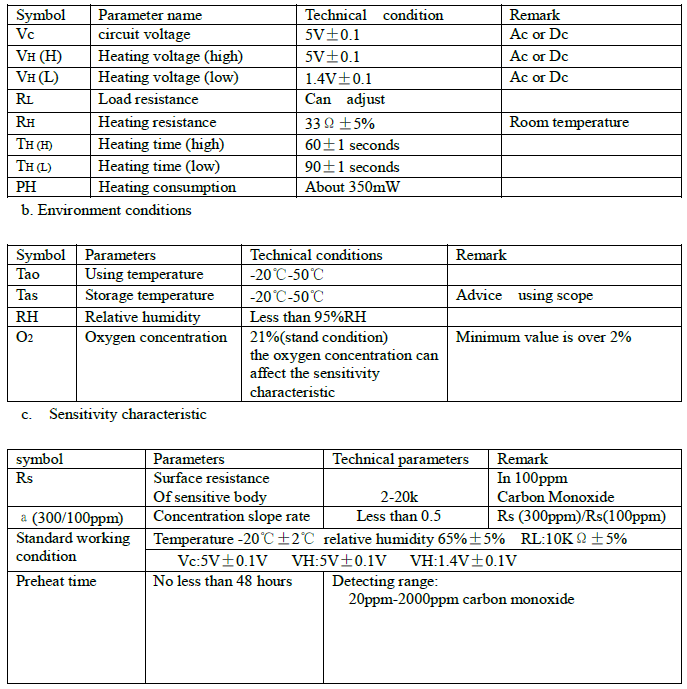 Symbol Parameter name Technical condition Remark
Vc circuit voltage 5V±0.1 Ac or Dc
VH (H) Heating voltage (high) 5V±0.1 Ac or Dc
VH (L) Heating voltage (low) 1.4V±0.1 Ac or Dc
RL Load resistance Can adjust
RH Heating resistance 33Ω±5% Room temperature
TH (H) Heating time (high) 60±1 seconds
TH (L) Heating time (low) 90±1 seconds
PH Heating consumption About 350mW
b. Environment conditions
Symbol Parameters Technical conditions Remark
Tao Using temperature -20℃-50℃
Tas Storage temperature -20℃-50℃ Advice using scope
RH Relative humidity Less than 95%RH
O2 Oxygen concentration 21%(stand condition) Minimum value is over 2%
the oxygen concentration can
affect the sensitivity
characteristic
c. Sensitivity characteristic
symbol Parameters Technical parameters Remark
Rs Surface resistance In 100ppm
Of sensitive body 2-20k Carbon Monoxide
a (300/100ppm) Concentration slope rate Less than 0.5 Rs (300ppm)/Rs(100ppm)
Standard working Temperature -20℃±2℃ relative humidity 65%±5% RL:10KΩ±5%
condition Vc:5V±0.1V VH:5V±0.1V VH:1.4V±0.1V
Preheat time No less than 48 hours Detecting range:
20ppm-2000ppm carbon monoxide